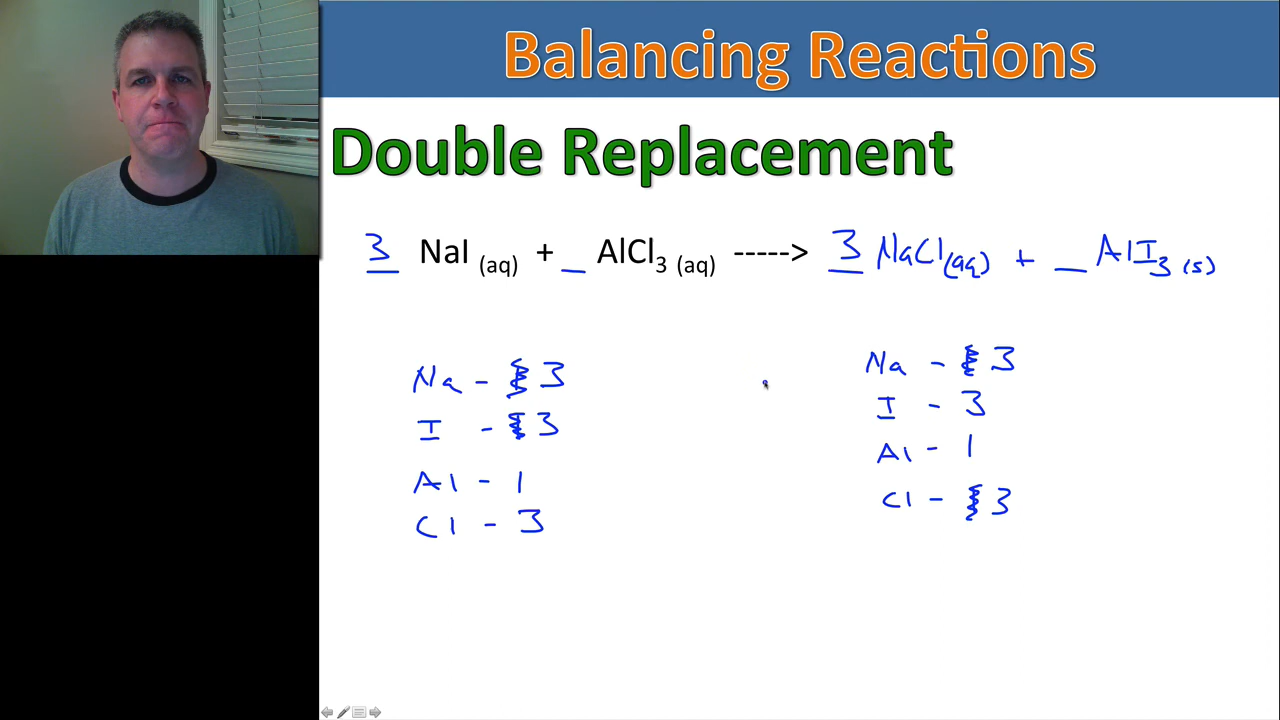 Balancing Reactions
Double Replacement
3 NaI (aq) + _ AlCl3 (aq) -----> 3 NaCl(aq) + _ AlI3 (s)
Na - 3
I - 3
Al - 1
Cl - 3
Na - 3
I - 3
Al - 1
Cl - 3